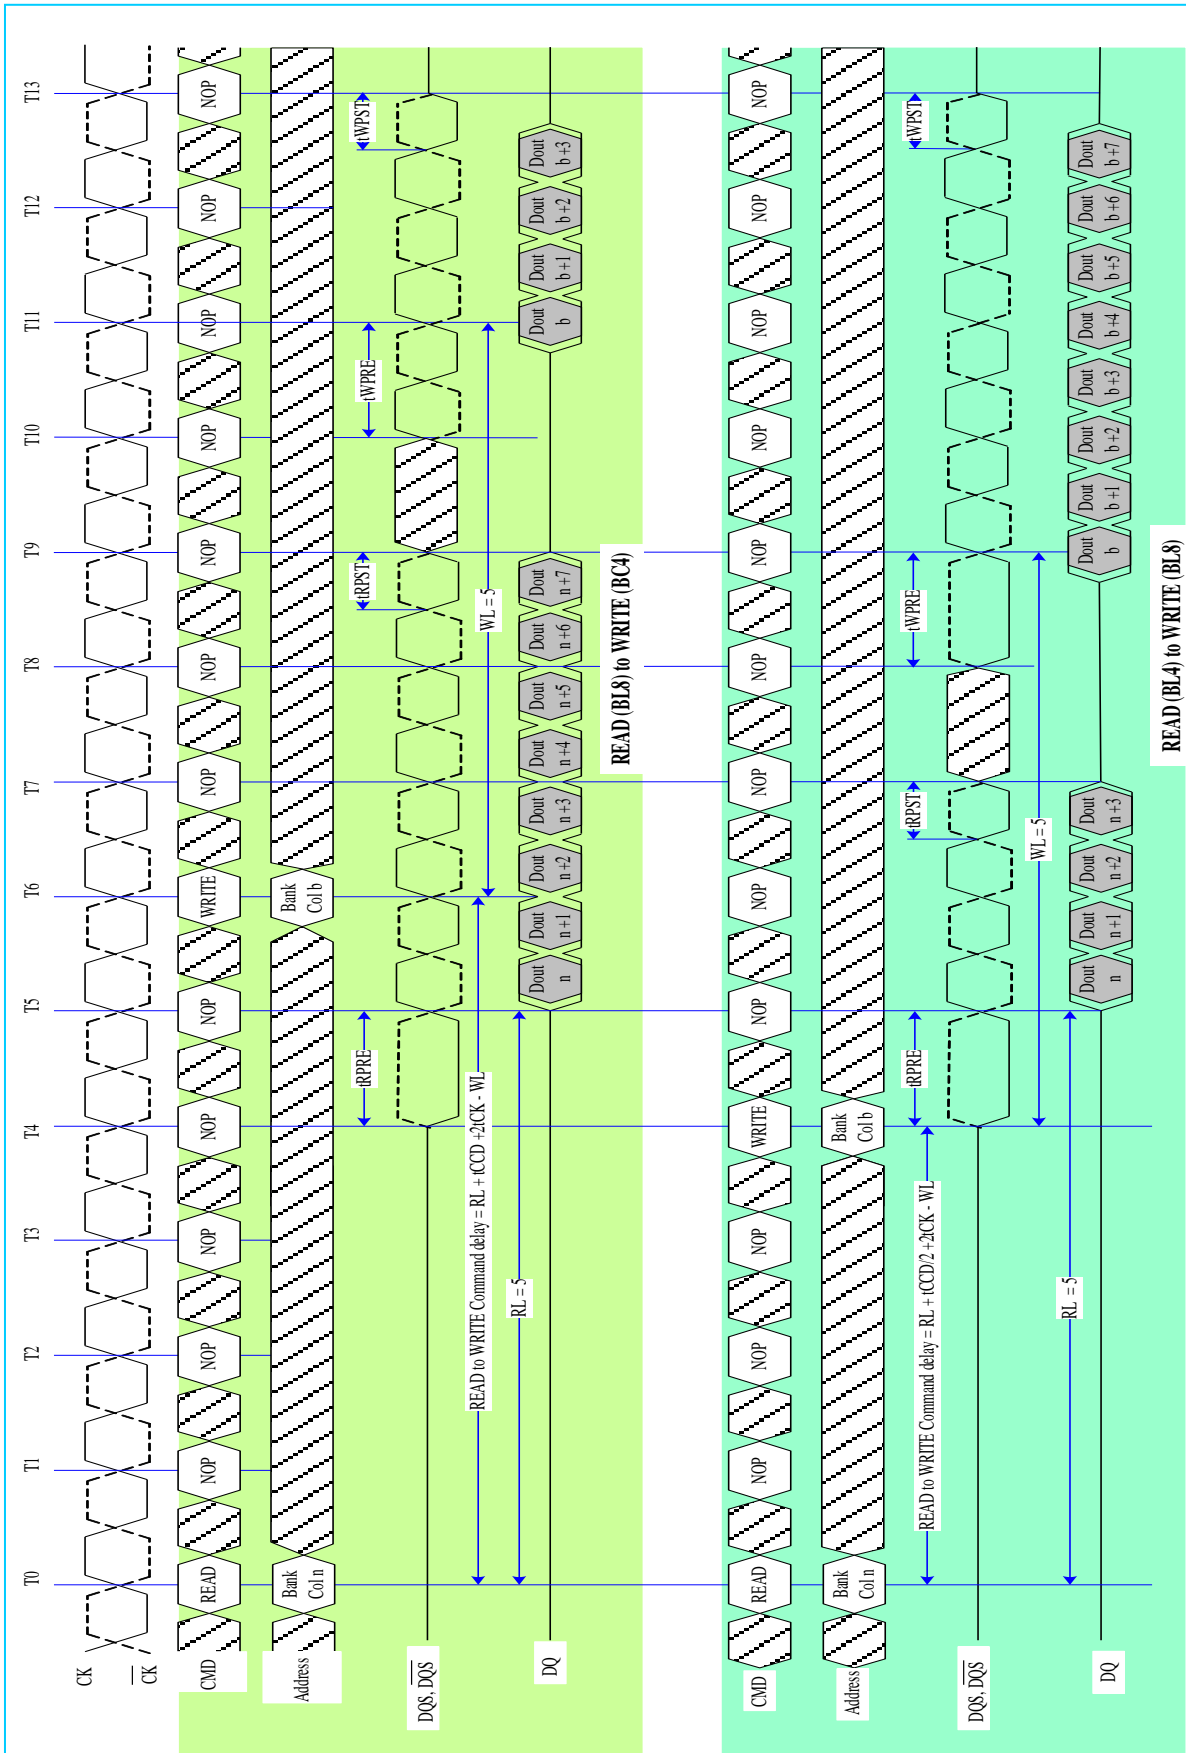 T0 T1 T2 T3 T4 T5 T6 T7 T8 T9 T10 T11 T12 T13
CK
CK
CMD READ NOP NOP NOP NOP NOP WRITE NOP NOP NOP NOP NOP NOP NOP
Address Bank Bank
Col n Col b
tRPRE tRPST tWPRE tWPST
DQS, DQS
READ to WRITE Command delay = RL + tCCD +2tCK - WL WL = 5
RL = 5
DQ Dout Dout Dout Dout Dout Dout Dout Dout Dout Dout Dout Dout
n n+1 n+2 n+3 n+4 n+5 n+6 n+7 b b+1 b+2 b+3
READ (BL8) to WRITE (BC4)
CMD READ NOP NOP NOP WRITE NOP NOP NOP NOP NOP NOP NOP NOP NOP
Address Bank Bank
Col n Col b
tRPRE tRPST tWPRE tWPST
READ to WRITE Command delay = RL + tCCD/2 +2tCK - WL
DQS, DQS
WL = 5
RL = 5
DQ Dout Dout Dout Dout Dout Dout Dout Dout Dout Dout Dout Dout
n n+1 n+2 n+3 b b+1 b+2 b+3 b+4 b+5 b+6 b+7
READ (BL4) to WRITE (BL8)